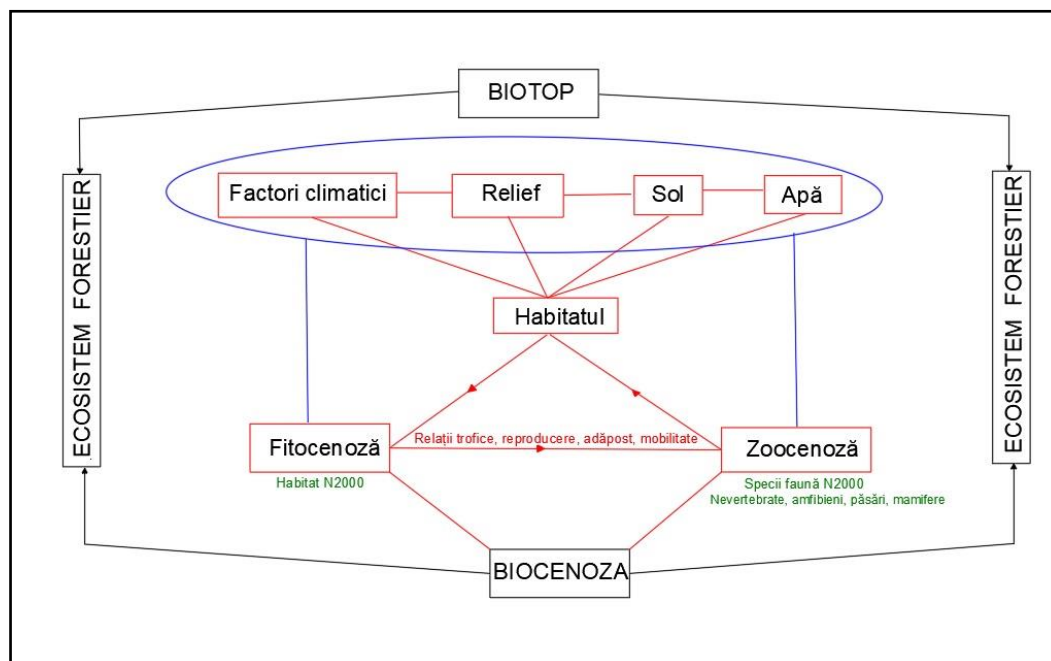 BIOTOP
ECOSISTEM FORESTIER
ECOSISTEM FORESTIER
Factori climatici
Relief
Sol
Apă
Habitatul
Relații trofice, reproducere, adăpost, mobilitate
Fitocenoză
Zoocenoză
Habitat N2000
Specii faună N2000
Nevertebrate, amfibieni, păsări, mamifere
BIOCENOZA